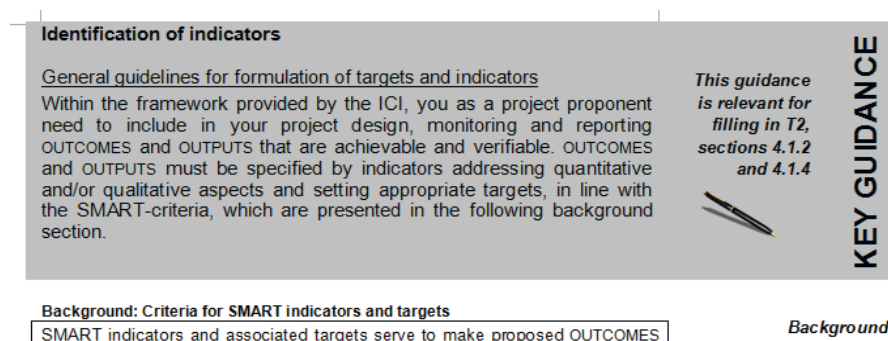 Identification of indicators
General guidelines for formulation of targets and indicators
Within the framework provided by the ICI, you as a project proponent
need to include in your project design, monitoring and reporting
OUTCOMES and OUTPUTS that are achievable and verifiable. OUTCOMES
and OUTPUTS must be specified by indicators addressing quantitative
and/or qualitative aspects and setting appropriate targets, in line with
the SMART-criteria, which are presented in the following background
section.
This guidance
is relevant for
filling in T2,
sections 4.1.2
and 4.1.4
KEY GUIDANCE
Background: Criteria for SMART indicators and targets
SMART indicators and associated targets serve to make proposed OUTCOMES
Background